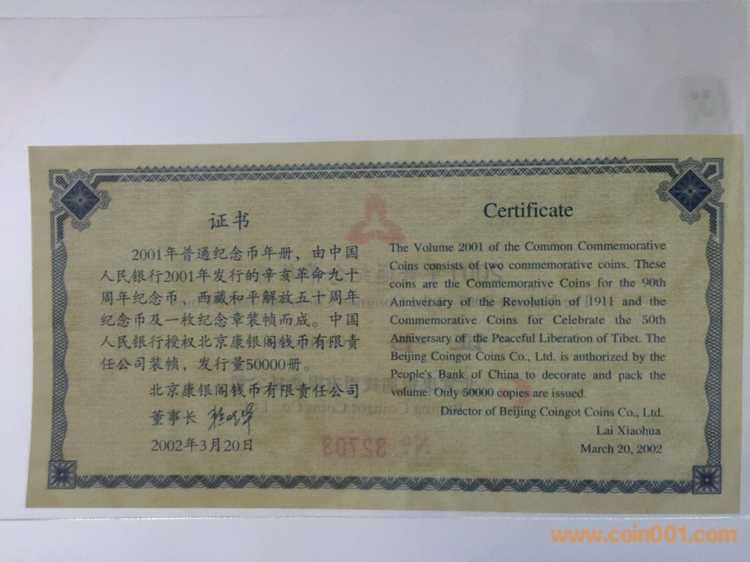 证书
2001年普通纪念币年册，由中国
人民银行2001年发行的辛亥革命九十
周年纪念币、西藏和平解放五十周年
纪念币及一枚纪念章装帧而成。中国
人民银行授权北京康银阁钱币有限责
任公司装帧，发行量50000册。
北京康银阁钱币有限责任公司
董事长
2002年3月20日
Certificate
The Volume 2001 of the Common Commemorative
Coins consists of two commemorative coins. These
coins are the Commemorative Coins for the 90th
Anniversary of the Revolution of 1911 and the
Commemorative Coins for Celebrate the 50th
Anniversary of the Peaceful Liberation of Tibet. The
Beijing Coingot Coins Co., Ltd. is authorized by the
People's Bank of China to decorate and pack the
volume. Only 50000 copies are issued.
Director of Beijing Coingot Coins Co., Ltd.
Lai Xiaohua
March 20, 2002
№ 32703
www.coin001.com